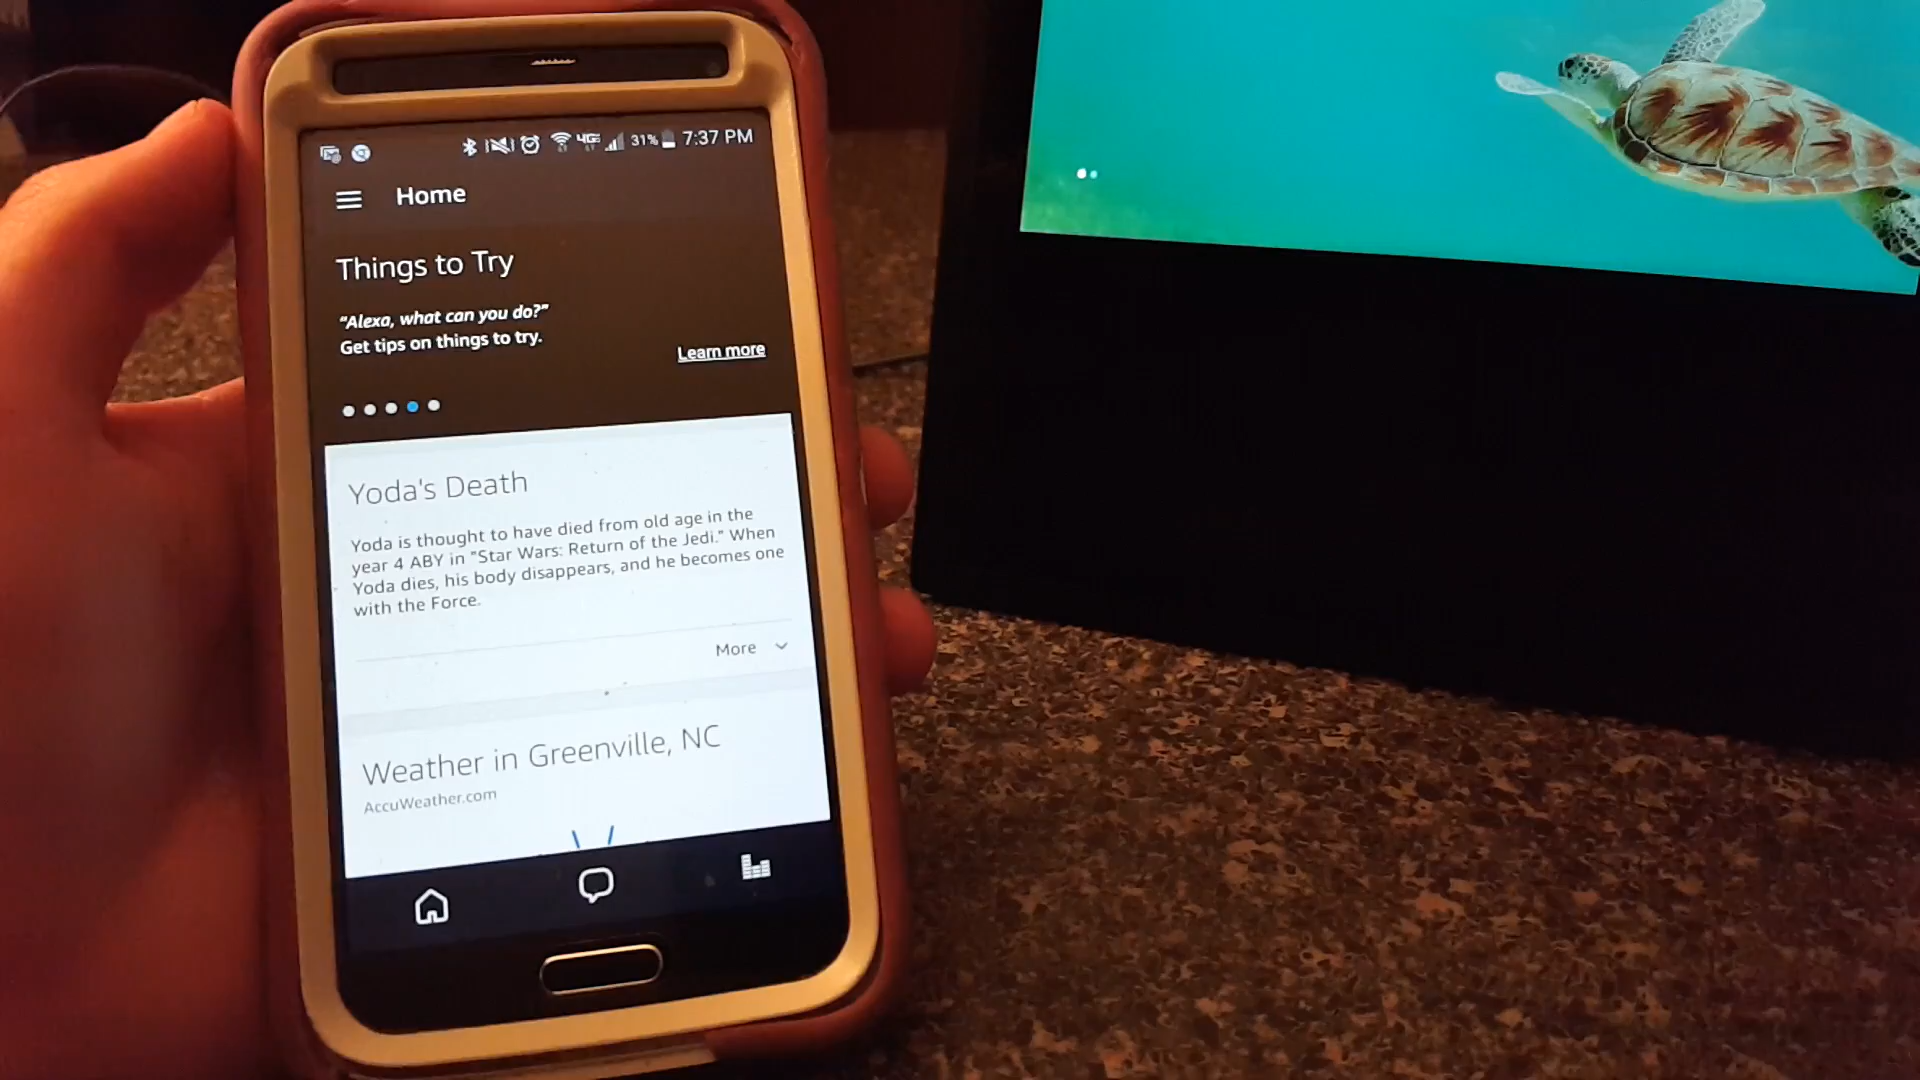 4GE 31% 7:37 PM
Home
Things to Try
"Alexa, what can you do?"
Get tips on things to try.
Learn more
Yoda's Death
Yoda is thought to have died from old age in the
year 4 ABY in "Star Wars: Return of the Jedi." When
Yoda dies, his body disappears, and he becomes one
with the Force.
More
Weather in Greenville, NC
AccuWeather.com